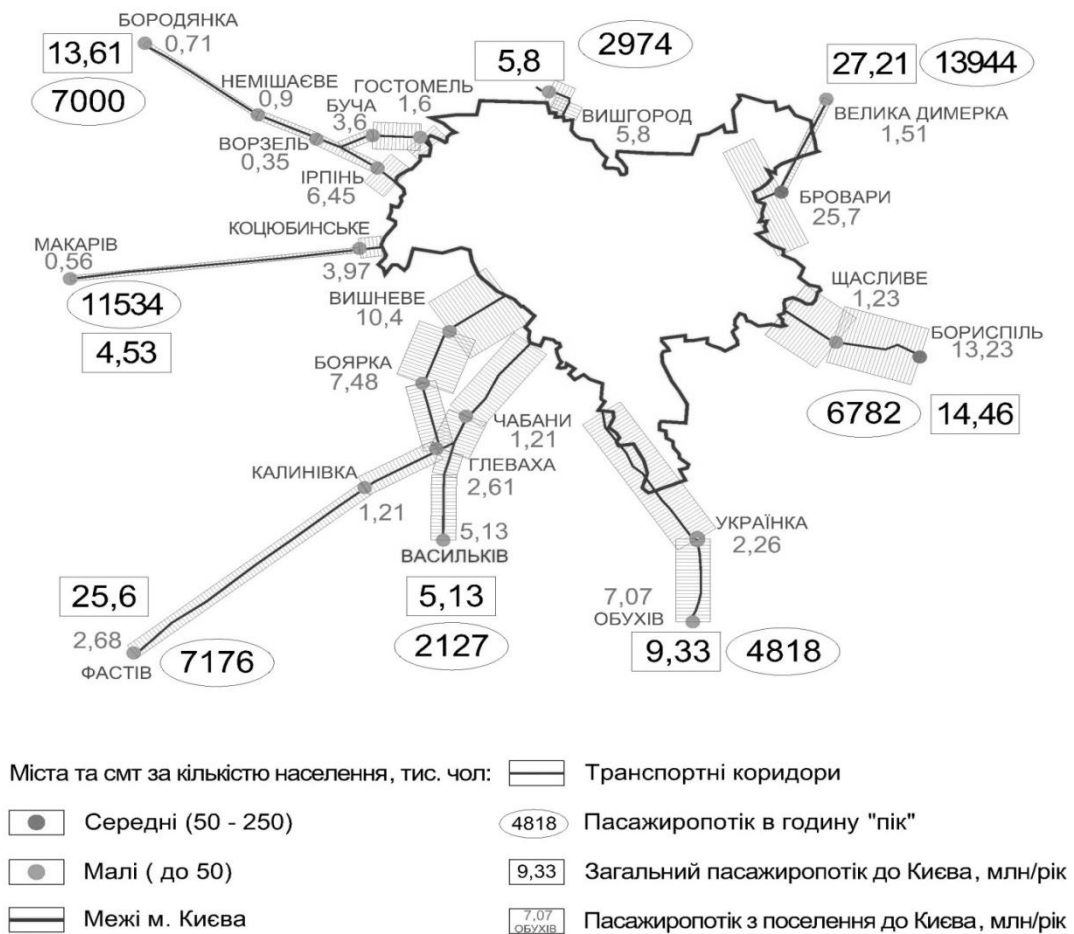 БОРОДЯНКА
0,71
13,61
7000
НЕМІШАЄВЕ
0,9
ГОСТОМЕЛЬ
1,6
БУЧА
3,6
ВОРЗЕЛЬ
0,35
ІРПІНЬ
6,45
5,8
2974
ВИШГОРОД
5,8
27,21
13944
ВЕЛИКА ДИМЕРКА
1,51
БРОВАРИ
25,7
КОЦЮБИНСЬКЕ
3,97
МАКАРІВ
0,56
11534
4,53
ВИШНЕВЕ
10,4
БОЯРКА
7,48
ЩАСЛИВЕ
1,23
БОРИСПІЛЬ
13,23
6782
14,46
ЧАБАНИ
1,21
КАЛИНІВКА
1,21
ГЛЕВАХА
2,61
5,13
ВАСИЛЬКІВ
5,13
2127
УКРАЇНКА
2,26
7,07
ОБУХІВ
9,33
4818
25,6
2,68
ФАСТІВ
7176
Міста та смт за кількістю населення, тис. чол:
Середні (50 - 250)
Малі ( до 50)
Межі м. Києва
Транспортні коридори
4818
Пасажиропотік в годину "пік"
9,33
Загальний пасажиропотік до Києва, млн/рік
7,07
ОБУХІВ
Пасажиропотік з поселення до Києва, млн/рік